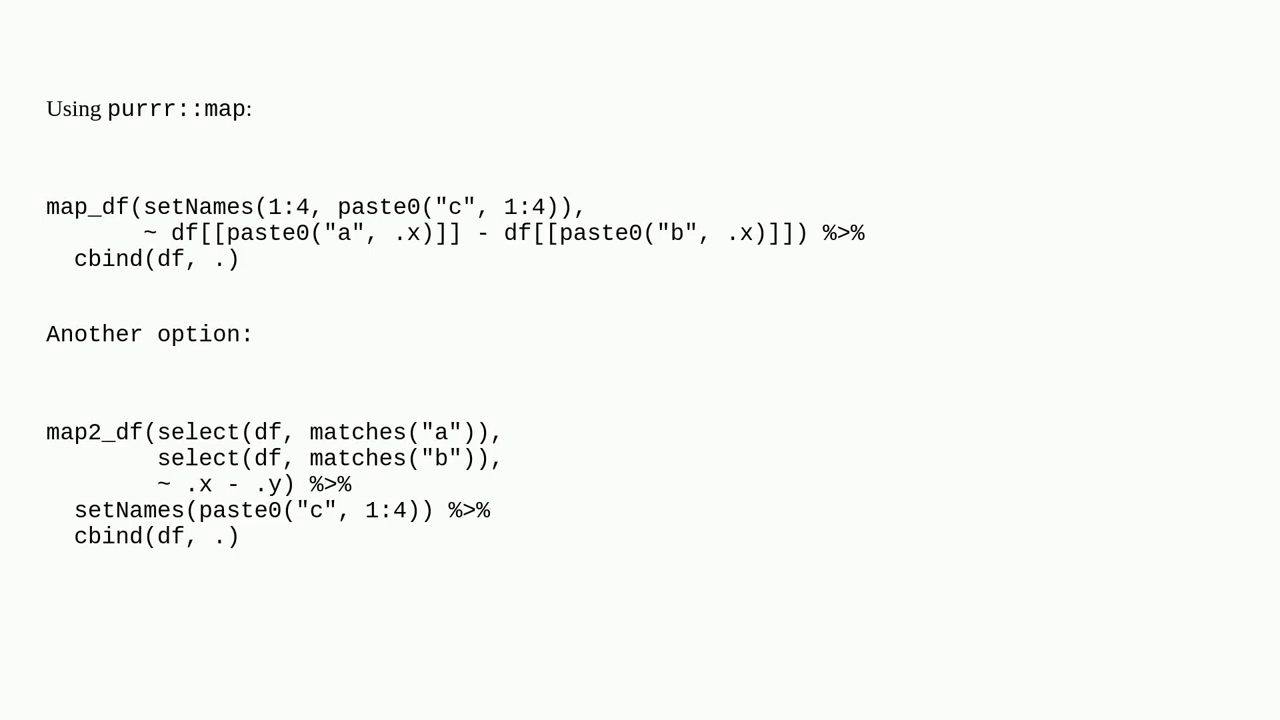 Using purrr::map:
map_df(setNames(1:4, paste0("c", 1:4)),
       ~ df[[paste0("a", .x)]] - df[[paste0("b", .x)]]) %>%
  cbind(df, .)
Another option:
map2_df(select(df, matches("a")),
        select(df, matches("b")),
        ~ .x - .y) %>%
  setNames(paste0("c", 1:4)) %>%
  cbind(df, .)